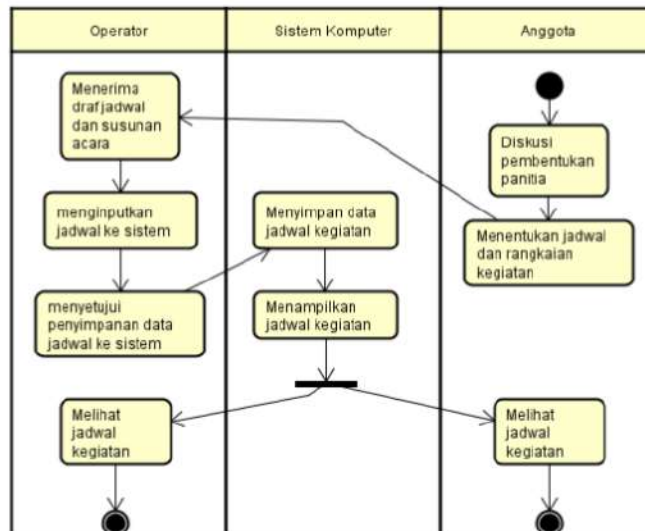 Operator
Sistem Komputer
Anggota
Menerima
draf jadwal
dan susunan
acara
Diskusi
pembentukan
panitia
menginputkan
jadwal ke sistem
Menyimpan data
jadwal kegiatan
Menentukan jadwal
dan rangkaian
kegiatan
menyetujui
penyimpanan data
jadwal ke sistem
Menampilkan
jadwal kegiatan
Melihat
jadwal
kegiatan
Melihat
jadwal
kegiatan